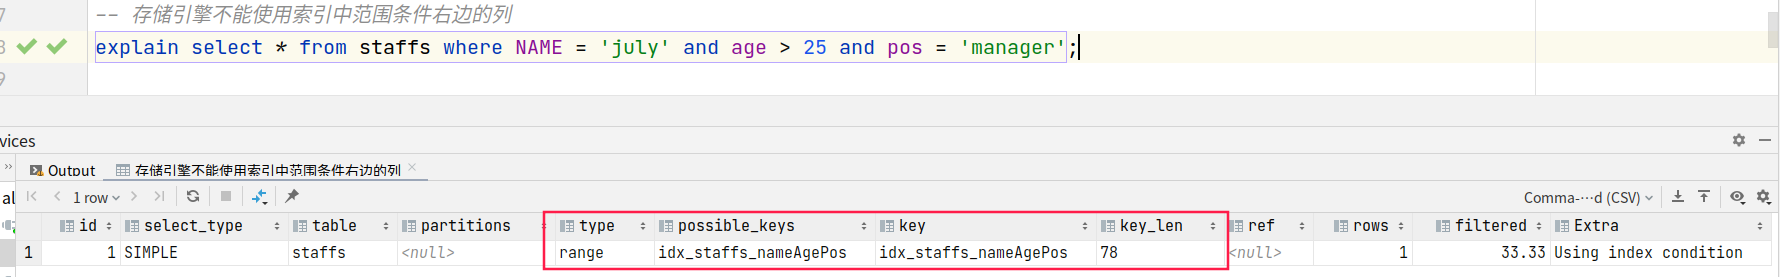 7
-- 存储引擎不能使用索引中范围条件右边的列
8 explain select * from staffs where NAME = 'july' and age > 25 and pos = 'manager';
9
vices
Output 存储引擎不能使用索引中范围条件右边的列
al 1 row Comma-...d (CSV)
id select_type table partitions type possible_keys key key_len ref rows filtered Extra
1 1 SIMPLE staffs <null> range idx_staffs_nameAgePos idx_staffs_nameAgePos 78 <null> 1 33.33 Using index condition